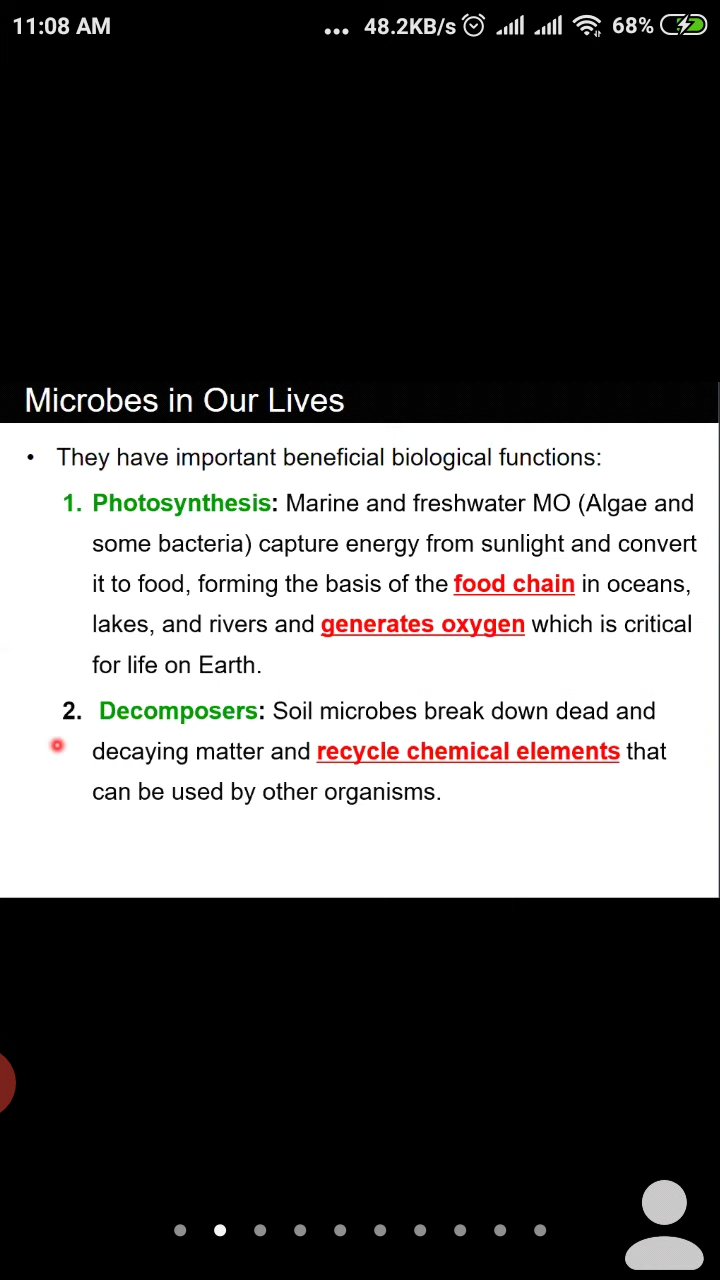 11:08 AM ... 48.2KB/s 68%
Microbes in Our Lives
• They have important beneficial biological functions:
1. Photosynthesis: Marine and freshwater MO (Algae and
some bacteria) capture energy from sunlight and convert
it to food, forming the basis of the food chain in oceans,
lakes, and rivers and generates oxygen which is critical
for life on Earth.
2. Decomposers: Soil microbes break down dead and
decaying matter and recycle chemical elements that
can be used by other organisms.